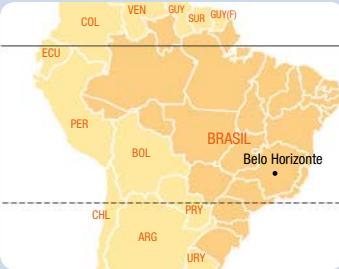 VEN
GUY
SUR
GUY(F)
COL
ECU
PER
BRASIL
BOL
Belo Horizonte
CHL
PRY
ARG
URY